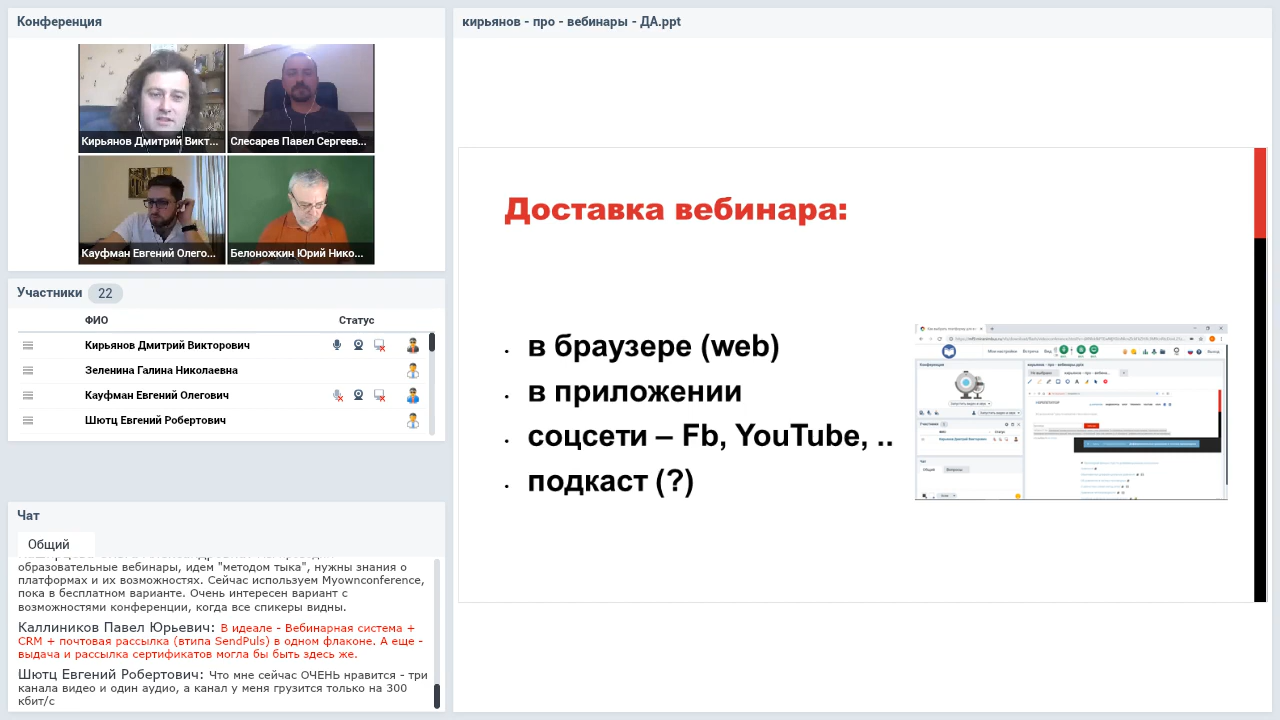 Конференция
Кирьянов Дмитрий Викт...
Слесарев Павел Сергеев...
Кауфман Евгений Олего...
Белоножкин Юрий Нико...
Участники 22
ФИО Статус
Кирьянов Дмитрий Викторович
Зеленина Галина Николаевна
Кауфман Евгений Олегович
Шютц Евгений Робертович
Чат
Общий
образовательные вебинары, идем "методом тыка", нужны знания о
платформах и их возможностях. Сейчас используем Myownconference,
пока в бесплатном варианте. Очень интересен вариант с
возможностями конференции, когда все спикеры видны.
Каллиников Павел Юрьевич: В идеале - Вебинарная система +
CRM + почтовая рассылка (втипа SendPuls) в одном флаконе. А еще -
выдача и рассылка сертификатов могла бы быть здесь же.
Шютц Евгений Робертович: Что мне сейчас ОЧЕНЬ нравится - три
канала видео и один аудио, а канал у меня грузится только на 300
кбит/с
кирьянов - про - вебинары - ДА.ppt
Доставка вебинара:
• в браузере (web)
• в приложении
• соцсети – Fb, YouTube, ..
• подкаст (?)